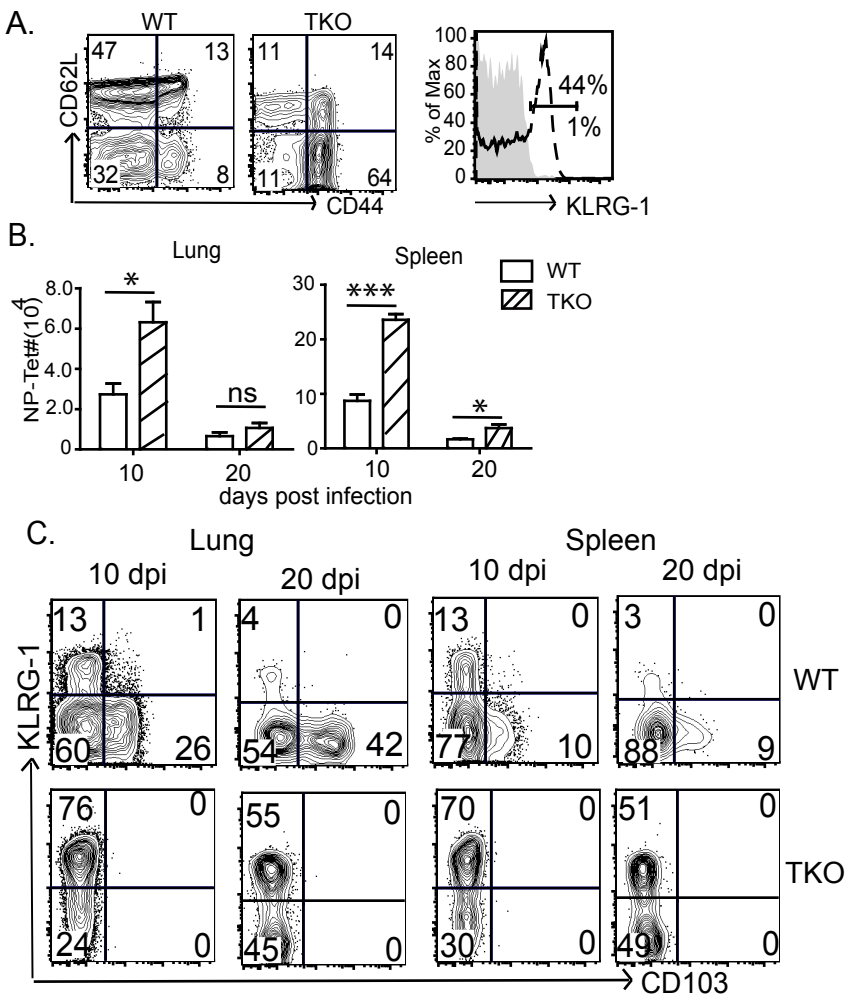 A.
WT TKO
CD62L
47 13
32 8
11 14
11 64
CD44
% of Max
100
80
60
40
20
0
44%
1%
KLRG-1
B.
Lung Spleen
WT
TKO
NP-Tet#(10⁴
8.0
6.0
4.0
2.0
0
* ns
10 20
30
20
10
0
*** *
10 20
days post infection
C.
Lung Spleen
10 dpi 20 dpi 10 dpi 20 dpi
13 1 4 0 13 0 3 0
WT
60 26 54 42 77 10 88 9
76 0 55 0 70 0 51 0
TKO
24 0 45 0 30 0 49 0
KLRG-1
CD103